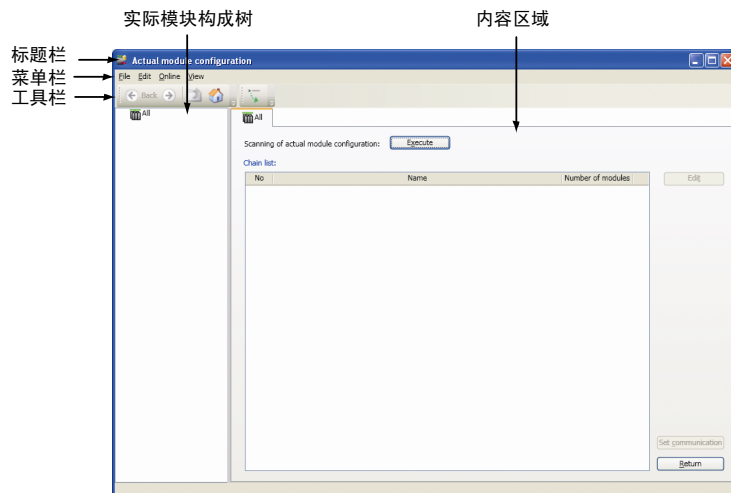 实际模块构成树
内容区域
标题栏
菜单栏
工具栏
Actual module configuration
File Edit Online View
Back
All
All
Scanning of actual module configuration: Execute
Chain list:
No Name Number of modules
Edit
Set communication
Return